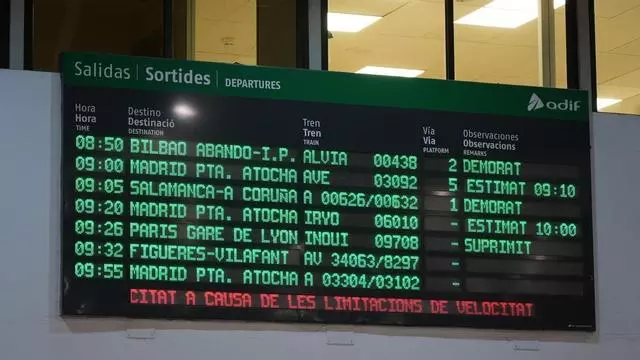 Salidas | Sortides | DEPARTURES
adif
Hora Destino Tren Vía Observaciones
Hora Destinació Tren Via Observacions
TIME DESTINATION TRAIN PLATFORM REMARKS
08:50 BILBAO ABANDO-I.P. ALVIA 00438 2 DEMORAT
09:00 MADRID PTA. ATOCHA AVE 03092 5 ESTIMAT 09:10
09:05 SALAMANCA-A CORUÑA A 00626/00632 1 DEMORAT
09:20 MADRID PTA. ATOCHA IRYO 06010 - ESTIMAT 10:00
09:26 PARIS GARE DE LYON INOUI 09708 - SUPRIMIT
09:32 FIGUERES-VILAFANT AV 34063/8297 -
09:55 MADRID PTA. ATOCHA A 03304/03102 -
CITAT A CAUSA DE LES LIMITACIONS DE VELOCITAT